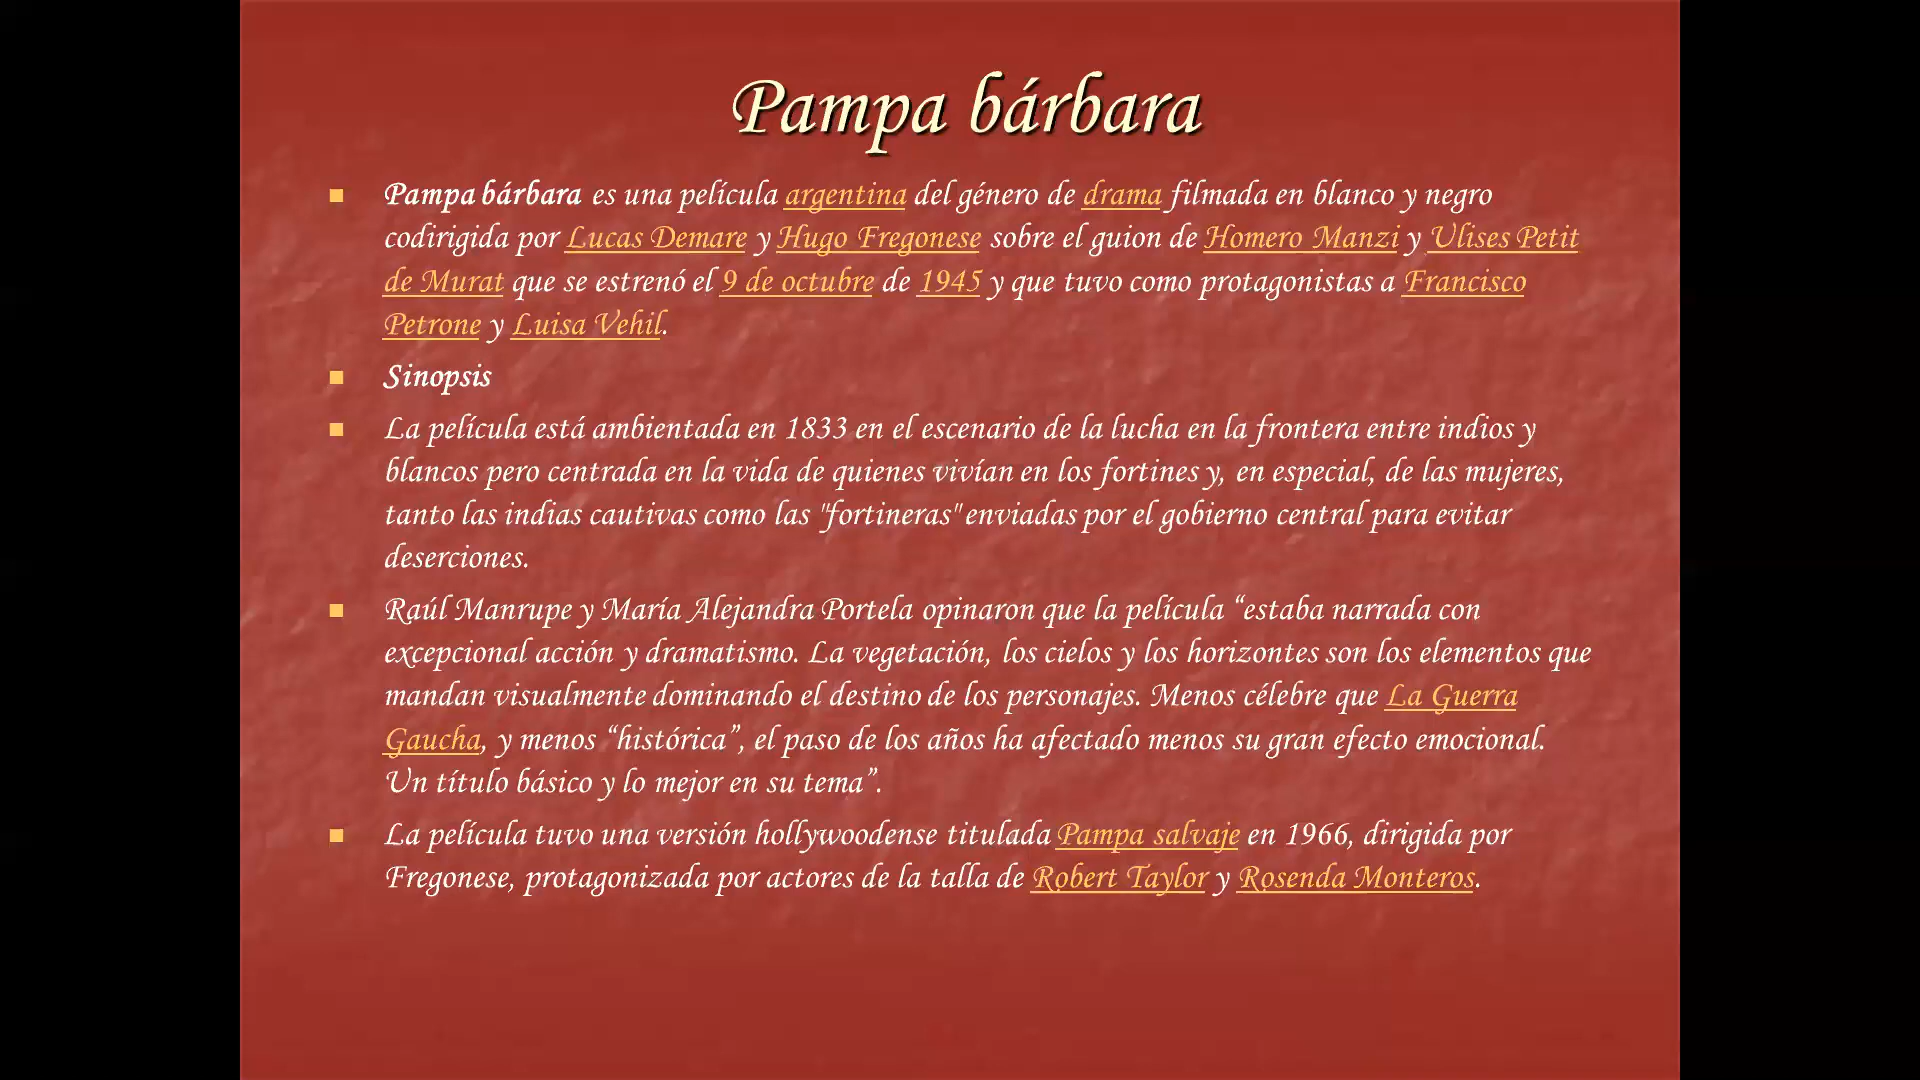 Pampa bárbara
Pampa bárbara es una película argentina del género de drama filmada en blanco y negro
codirigida por Lucas Demare y Hugo Fregonese sobre el guion de Homero Manzi y Ulises Petit
de Murat que se estrenó el 9 de octubre de 1945 y que tuvo como protagonistas a Francisco
Petrone y Luisa Vehil.
Sinopsis
La película está ambientada en 1833 en el escenario de la lucha en la frontera entre indios y
blancos pero centrada en la vida de quienes vivían en los fortines y, en especial, de las mujeres,
tanto las indias cautivas como las "fortineras" enviadas por el gobierno central para evitar
deserciones.
Raúl Manrupe y María Alejandra Portela opinaron que la película “estaba narrada con
excepcional acción y dramatismo. La vegetación, los cielos y los horizontes son los elementos que
mandan visualmente dominando el destino de los personajes. Menos célebre que La Guerra
Gaucha, y menos “histórica”, el paso de los años ha afectado menos su gran efecto emocional.
Un título básico y lo mejor en su tema”.
La película tuvo una versión hollywoodense titulada Pampa salvaje en 1966, dirigida por
Fregonese, protagonizada por actores de la talla de Robert Taylor y Rosenda Monteros.